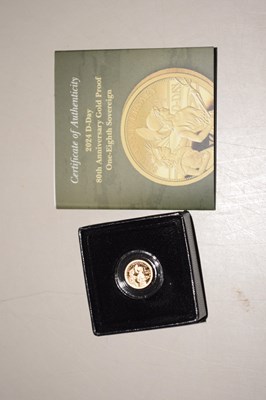 Certificate of Authenticity
2024 D-Day
80th Anniversary Gold Proof
One-Eighth Sovereign